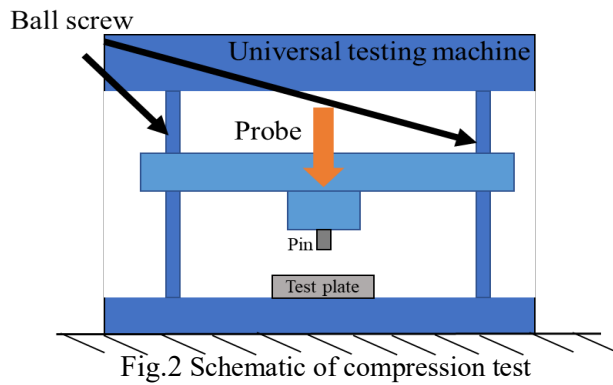 Ball screw
Universal testing machine
Probe
Pin
Test plate
Fig.2 Schematic of compression test